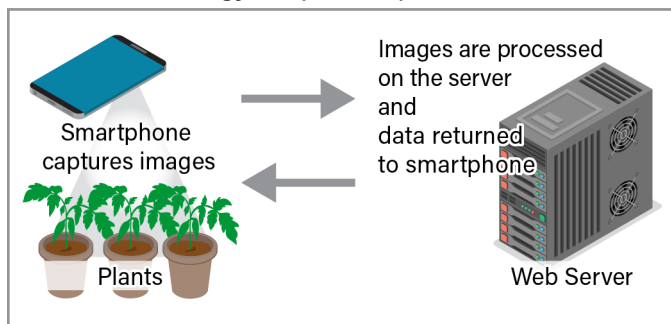 Smartphone
captures images
Plants
Images are processed
on the server
and
data returned
to smartphone
Web Server